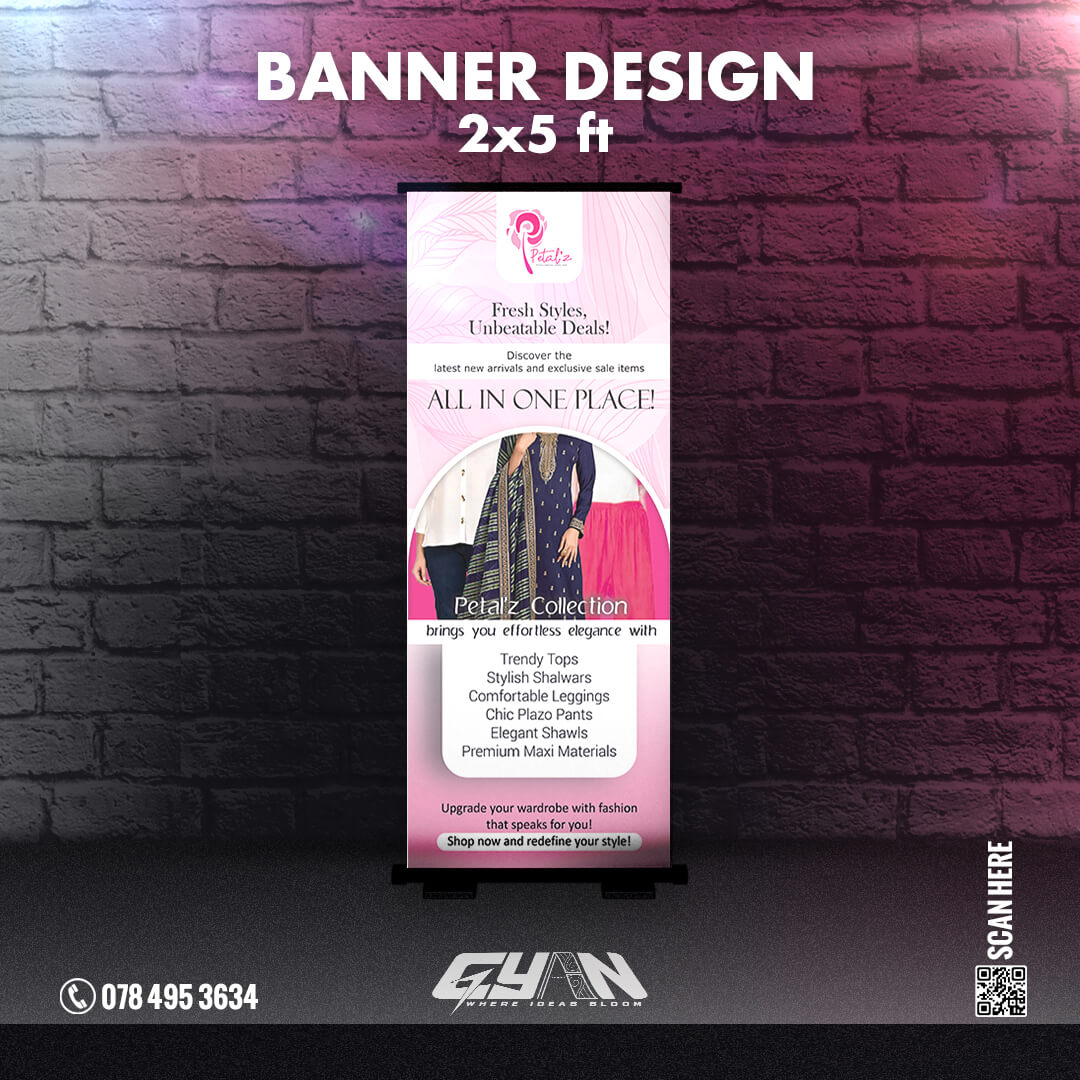 BANNER DESIGN
2x5 ft
Petal'z
Fresh Styles,
Unbeatable Deals!
Discover the
latest new arrivals and exclusive sale items
ALL IN ONE PLACE!
Petal'z Collection
brings you effortless elegance with
Trendy Tops
Stylish Shalwars
Comfortable Leggings
Chic Plazo Pants
Elegant Shawls
Premium Maxi Materials
Upgrade your wardrobe with fashion
that speaks for you!
Shop now and redefine your style!
SCAN HERE
078 495 3634
GYAN
WHERE IDEAS BLOOM